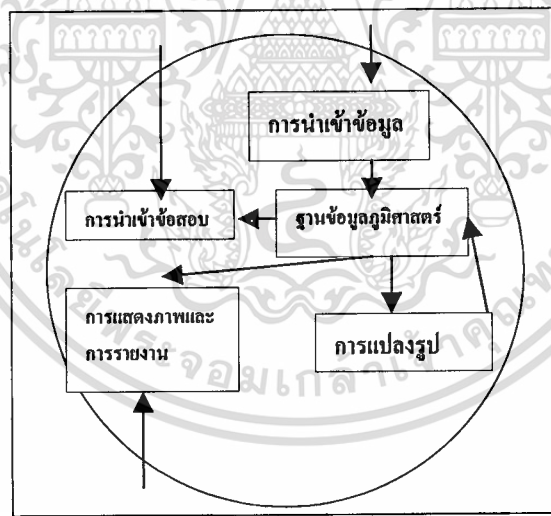 การนำเข้าข้อมูล
การนำเข้าข้อสอบ
ฐานข้อมูลภูมิศาสตร์
การแสดงภาพและ
การรายงาน
การแปลงรูป